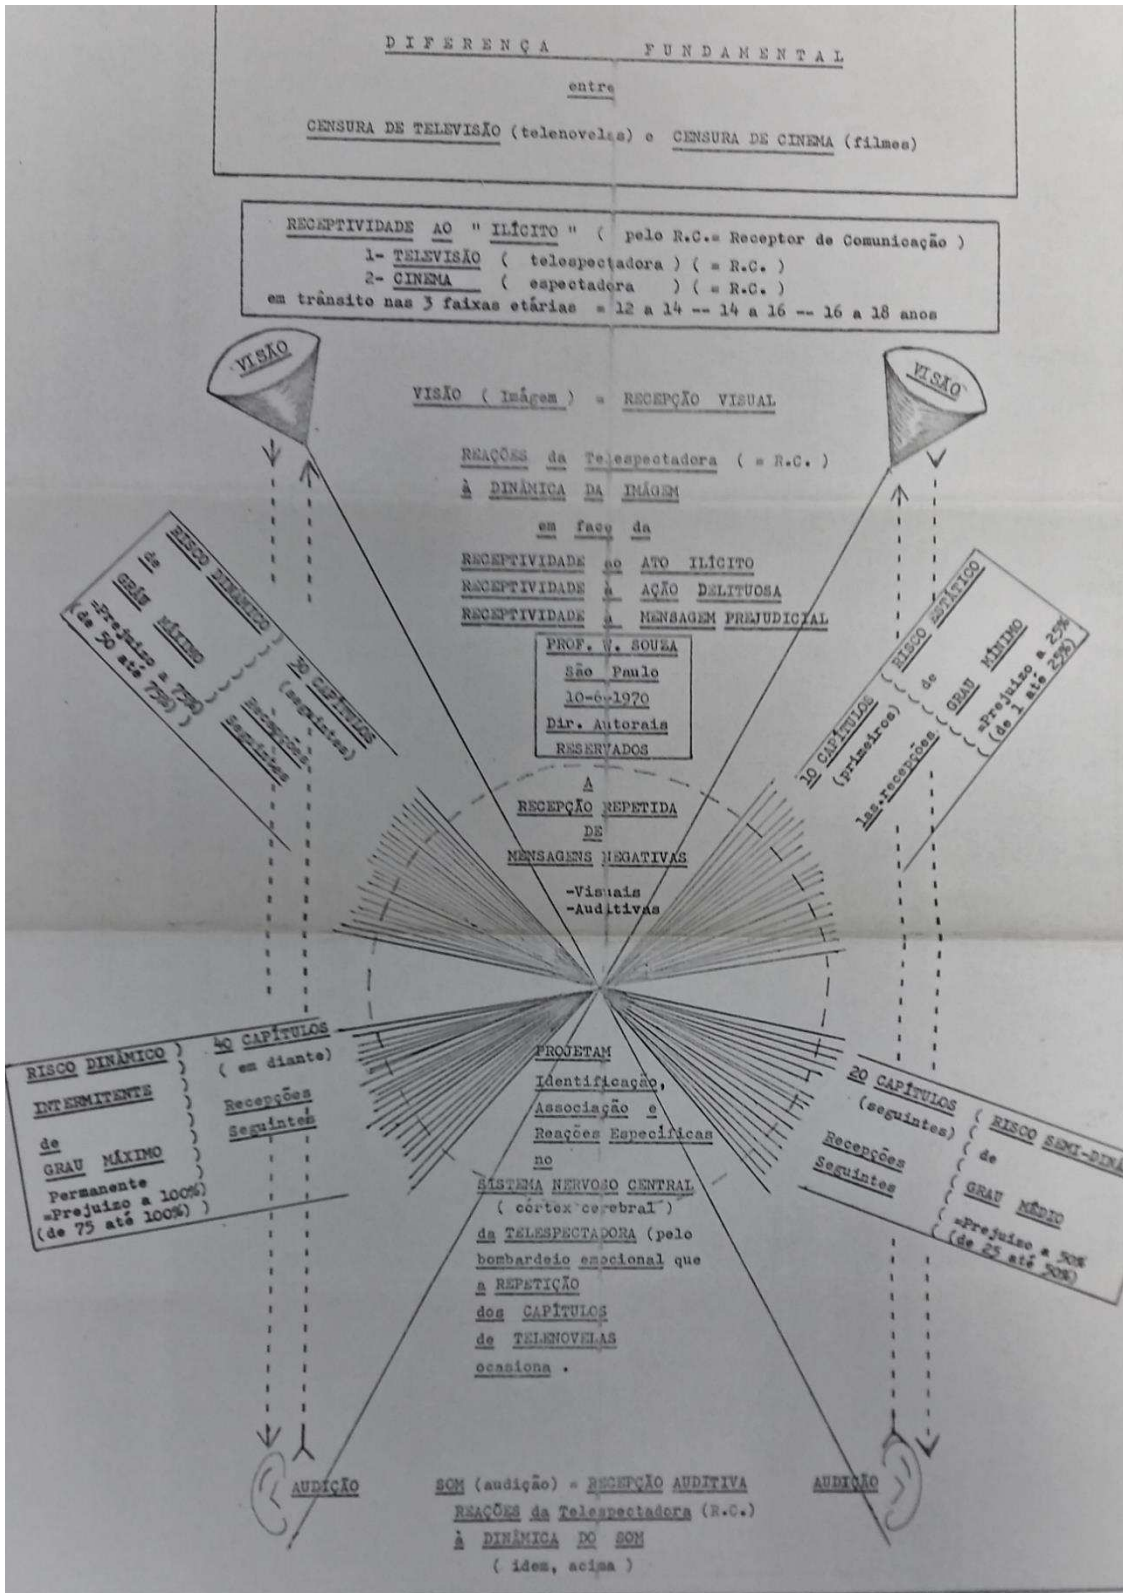 DIFERENÇA FUNDAMENTAL
entre
CENSURA DE TELEVISÃO (telenovelas) e CENSURA DE CINEMA (filmes)
RECEPTIVIDADE AO " ILÍCITO " ( pelo R.C.= Receptor de Comunicação )
1- TELEVISÃO ( telespectadora ) ( = R.C. )
2- CINEMA ( espectadora ) ( = R.C. )
em trânsito nas 3 faixas etárias = 12 a 14 -- 14 a 16 -- 16 a 18 anos
VISÃO
VISÃO
VISÃO ( Imágem ) = RECEPÇÃO VISUAL
REAÇÕES da Telespectadora ( = R.C. )
à DINÂMICA DA IMÁGEM
em face da
RECEPTIVIDADE ao ATO ILÍCITO
RECEPTIVIDADE à AÇÃO DELITUOSA
RECEPTIVIDADE a MENSAGEM PREJUDICIAL
PROF. W. SOUZA
São Paulo
10-6-1970
Dir. Autorais
RESERVADOS
RISCO DINÂMICO )
de
GRÁU MÁXIMO
=Prejuizo a 75%)
(de 50 até 75%) )
30 CAPÍTULOS
(seguintes)
Recepções
Seguintes
10 CAPÍTULOS
(primeiros)
1as.recepções
( RISCO ESTÁTICO
de
GRAU MÍNIMO
=Prejuizo a 25%
(de 1 até 25%)
A
RECEPÇÃO REPETIDA
DE
MENSAGENS NEGATIVAS
-Visuais
-Auditivas
RISCO DINÂMICO )
INTERMITENTE
de
GRAU MÁXIMO
Permanente
=Prejuizo a 100%)
(de 75 até 100%) )
40 CAPÍTULOS
( em diante)
Recepções
Seguintes
20 CAPÍTULOS
(seguintes)
Recepções
Seguintes
( RISCO SEMI-DINÂ
de
GRAU MÉDIO
=Prejuizo a 50%
(de 25 até 50%)
PROJETAM
Identificação,
Associação e
Reações Específicas
no
SISTEMA NERVOSO CENTRAL
( córtex cerebral )
da TELESPECTADORA (pelo
bombardeio emocional que
a REPETIÇÃO
dos CAPÍTULOS
de TELENOVELAS
ocasiona .
AUDIÇÃO
AUDIÇÃO
SOM (audição) = RECEPÇÃO AUDITIVA
REAÇÕES da Telespectadora (R.C.)
à DINÂMICA DO SOM
( idem, acima )